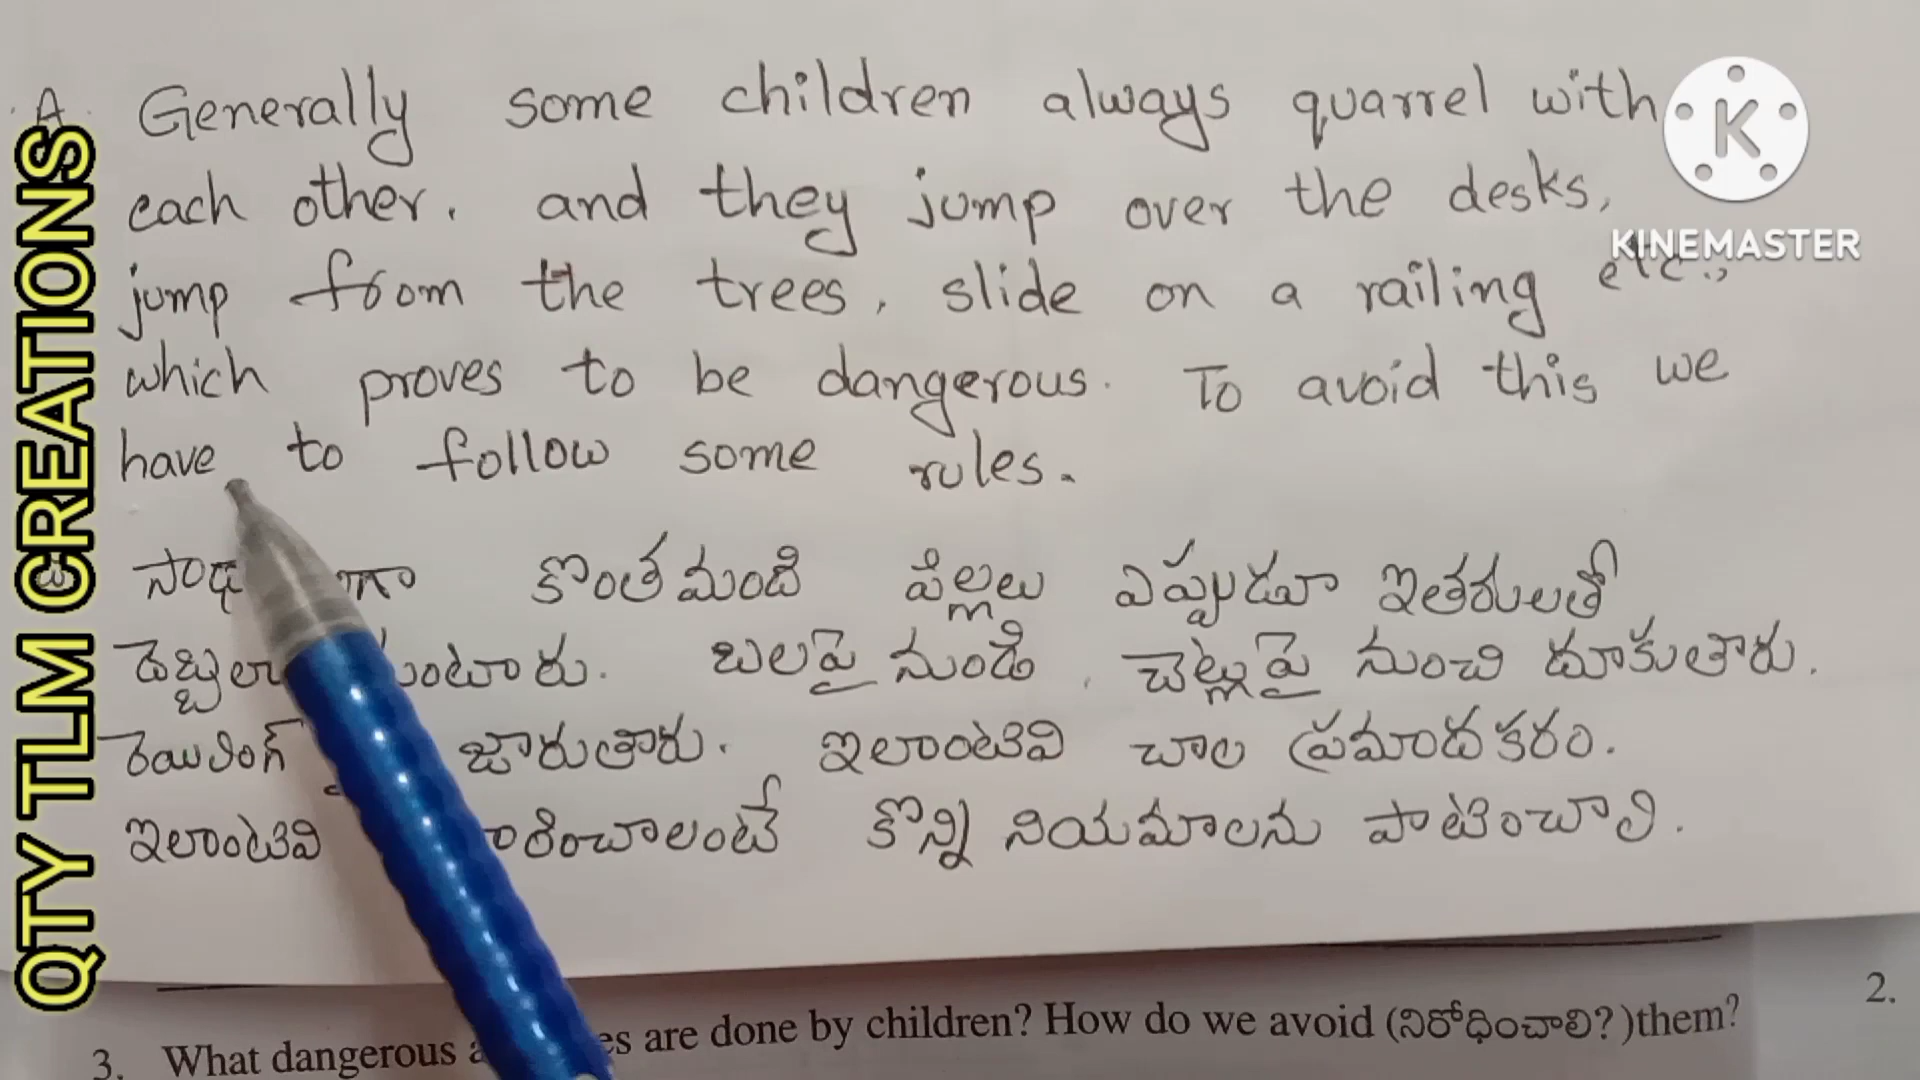 A. Generally some children always quarrel with
each other. and they jump over the desks,
jump from the trees, slide on a railing etc.,
which proves to be dangerous. To avoid this we
have to follow some rules.
కొంతమంది పిల్లలు ఎప్పుడూ ఇతరులతో
బలపై నుండి, చెట్లపై నుంచి దూకుతారు.
రెయిలింగ్ జారుతారు. ఇలాంటివి చాల ప్రమాదకరం.
ఇలాంటివి కొన్ని నియమాలను పాటించాలి.
3. What dangerous are done by children? How do we avoid (నిరోధించాలి?)them?
2.
QTY TLM CREATIONS
K
KINEMASTER